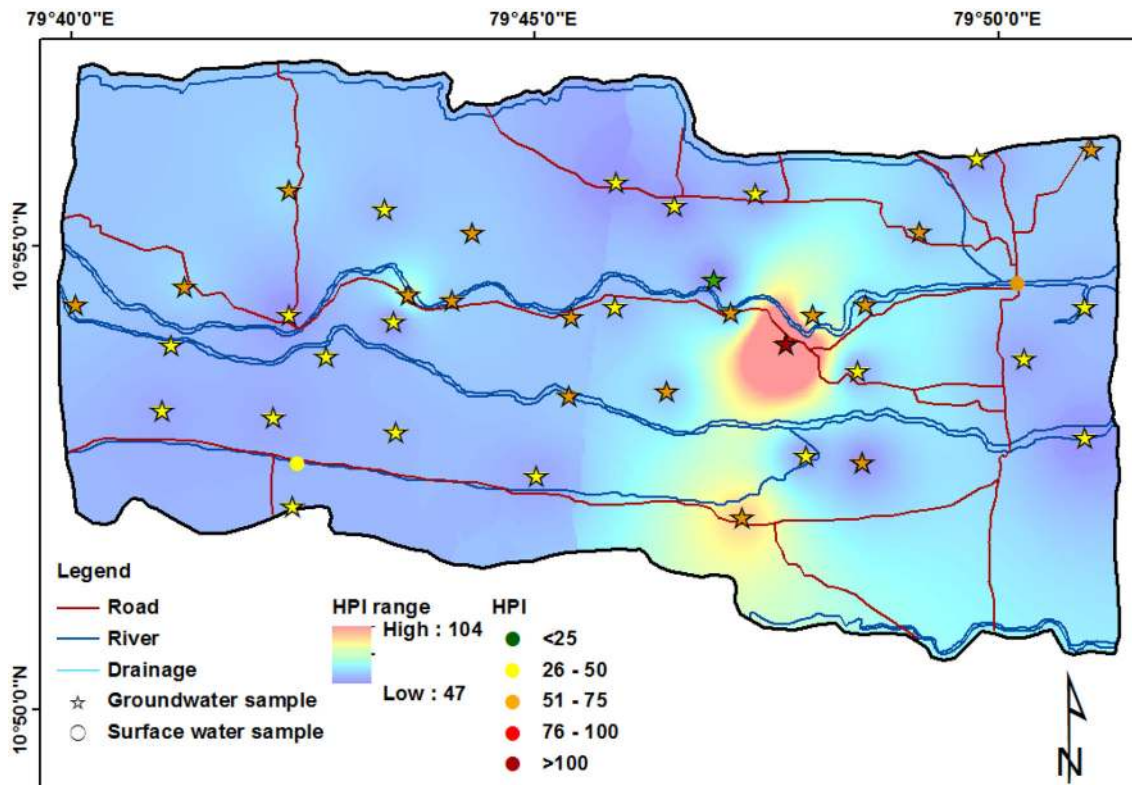 79°40'0"E 79°45'0"E 79°50'0"E
10°55'0"N
10°50'0"N
Legend
Road
River
Drainage
Groundwater sample
Surface water sample
HPI range
High : 104
Low : 47
HPI
<25
26 - 50
51 - 75
76 - 100
>100
N